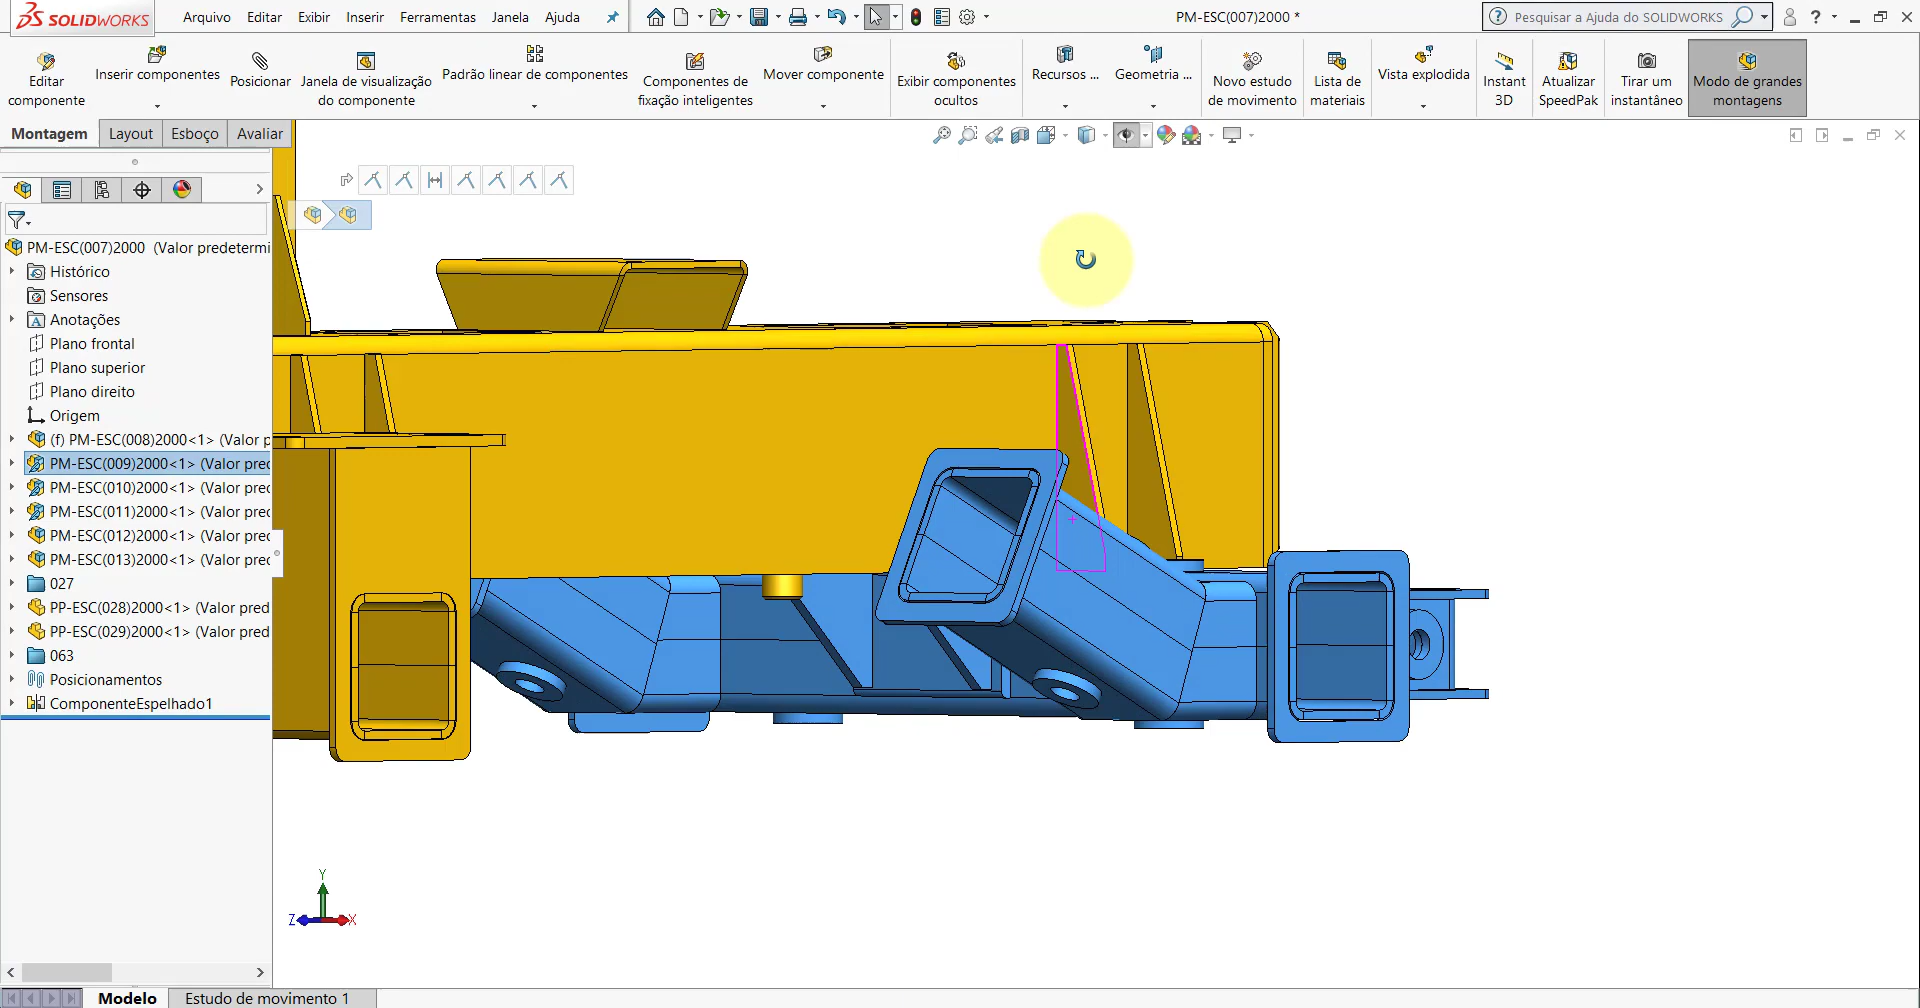 SOLIDWORKS
Arquivo Editar Exibir Inserir Ferramentas Janela Ajuda
PM-ESC(007)2000 *
Pesquisar a Ajuda do SOLIDWORKS
?
Editar
componente
Inserir componentes
Posicionar
Janela de visualização
do componente
Padrão linear de componentes
Componentes de
fixação inteligentes
Mover componente
Exibir componentes
ocultos
Recursos ...
Geometria ...
Novo estudo
de movimento
Lista de
materiais
Vista explodida
Instant
3D
Atualizar
SpeedPak
Tirar um
instantâneo
Modo de grandes
montagens
Montagem Layout Esboço Avaliar
PM-ESC(007)2000 (Valor predetermi
Histórico
Sensores
Anotações
Plano frontal
Plano superior
Plano direito
Origem
(f) PM-ESC(008)2000<1> (Valor p
PM-ESC(009)2000<1> (Valor pred
PM-ESC(010)2000<1> (Valor pred
PM-ESC(011)2000<1> (Valor pred
PM-ESC(012)2000<1> (Valor pred
PM-ESC(013)2000<1> (Valor pred
027
PP-ESC(028)2000<1> (Valor pred
PP-ESC(029)2000<1> (Valor pred
063
Posicionamentos
ComponenteEspelhado1
Y
Z
X
Modelo Estudo de movimento 1